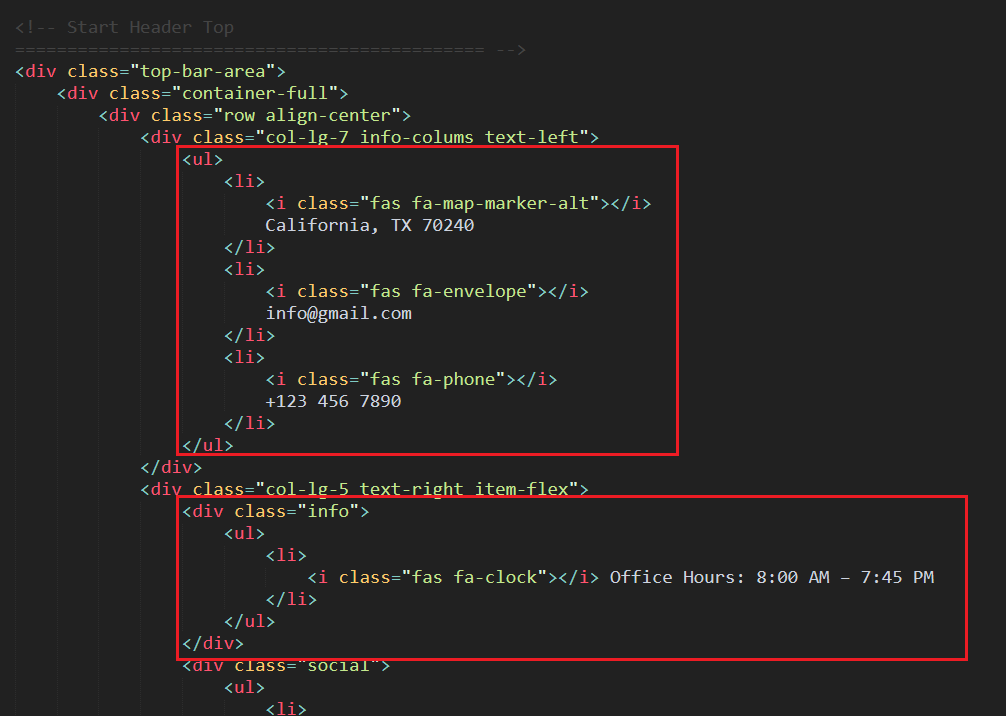 <!-- Start Header Top
============================================= -->
<div class="top-bar-area">
<div class="container-full">
<div class="row align-center">
<div class="col-lg-7 info-colums text-left">
<ul>
<li>
<i class="fas fa-map-marker-alt"></i>
California, TX 70240
</li>
<li>
<i class="fas fa-envelope"></i>
info@gmail.com
</li>
<li>
<i class="fas fa-phone"></i>
+123 456 7890
</li>
</ul>
</div>
<div class="col-lg-5 text-right item-flex">
<div class="info">
<ul>
<li>
<i class="fas fa-clock"></i> Office Hours: 8:00 AM – 7:45 PM
</li>
</ul>
</div>
<div class="social">
<ul>
<li>